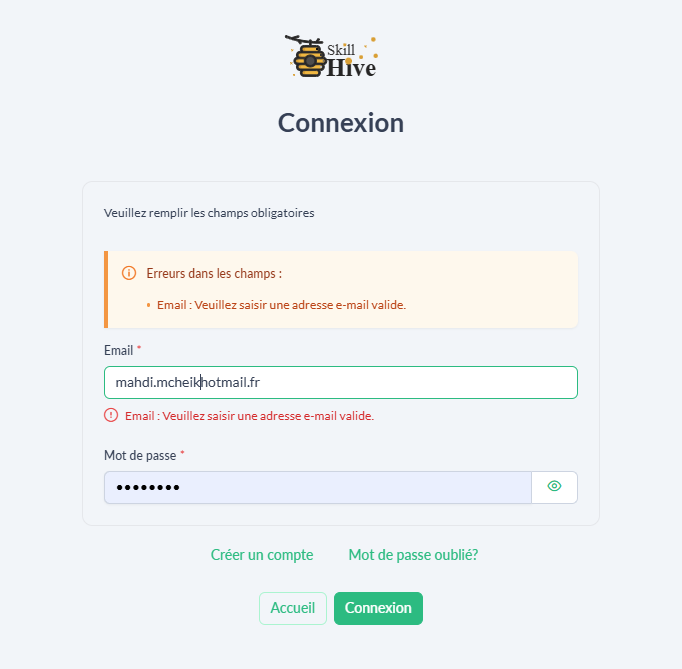 Skill
Hive
Connexion
Veuillez remplir les champs obligatoires
Erreurs dans les champs :
• Email : Veuillez saisir une adresse e-mail valide.
Email *
mahdi.mcheikhotmail.fr
Email : Veuillez saisir une adresse e-mail valide.
Mot de passe *
••••••••
Créer un compte Mot de passe oublié?
Accueil Connexion